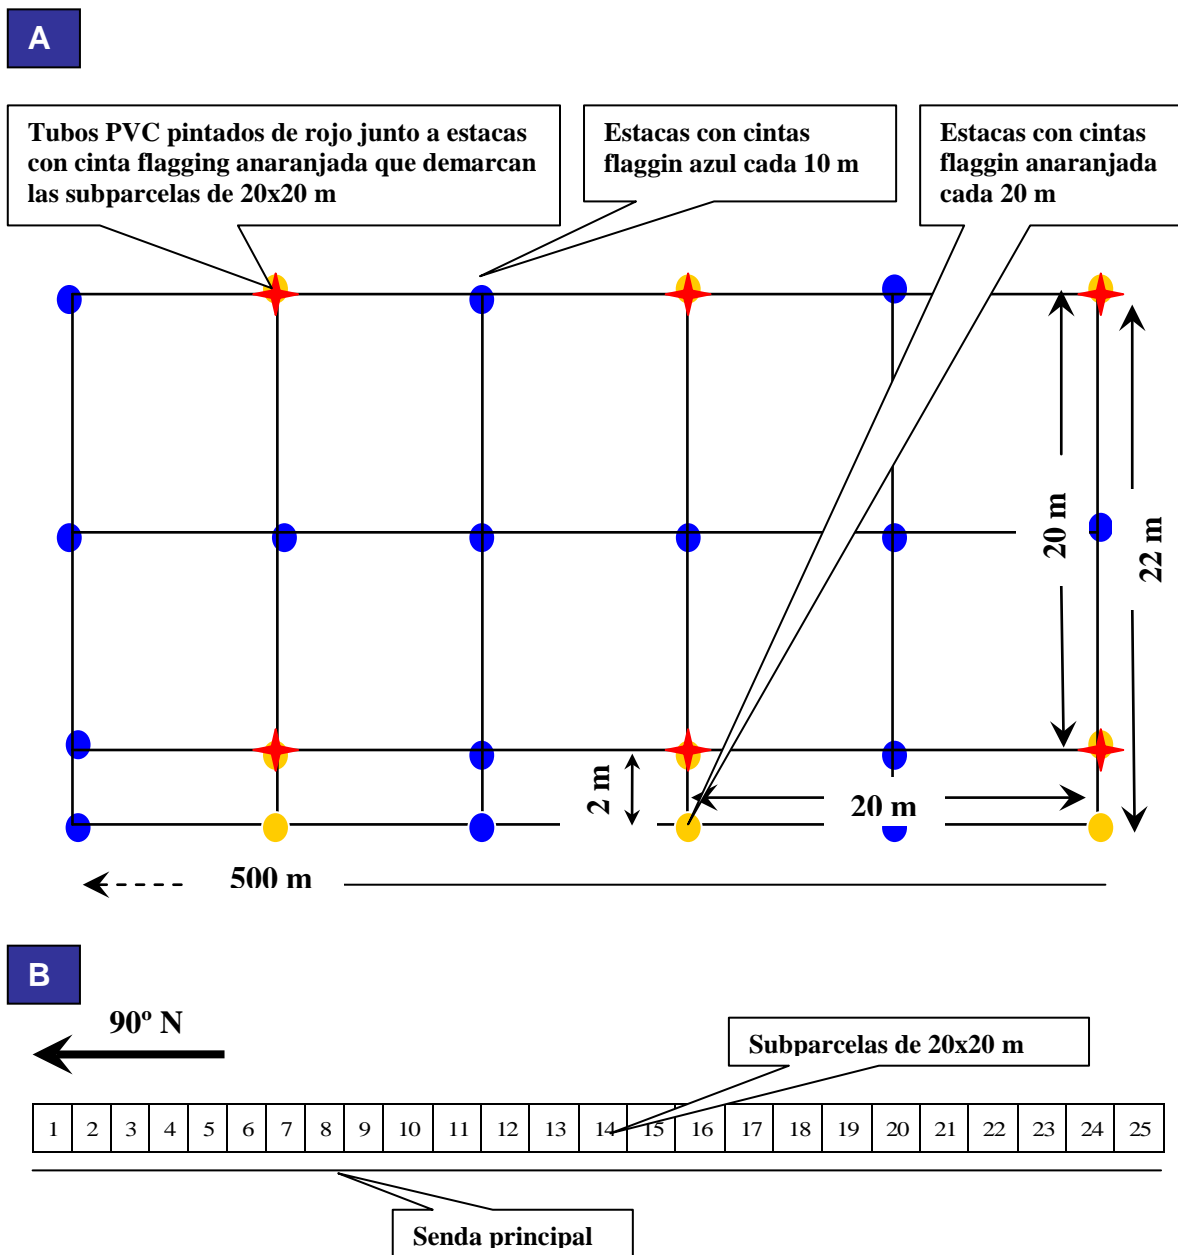 A
Tubos PVC pintados de rojo junto a estacas
con cinta flagging anaranjada que demarcan
las subparcelas de 20x20 m
Estacas con cintas
flaggin azul cada 10 m
Estacas con cintas
flaggin anaranjada
cada 20 m
20 m
22 m
2 m
20 m
500 m
B
90º N
Subparcelas de 20x20 m
1 2 3 4 5 6 7 8 9 10 11 12 13 14 15 16 17 18 19 20 21 22 23 24 25
Senda principal